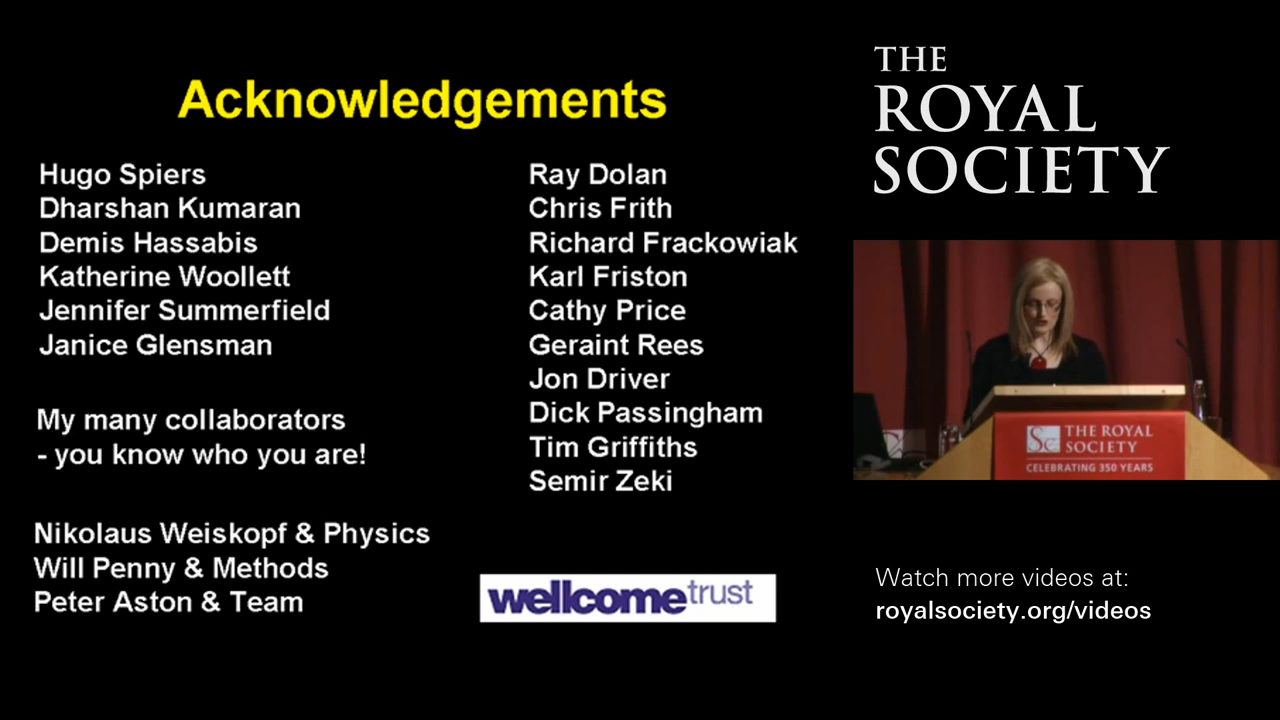 Acknowledgements
Hugo Spiers
Dharshan Kumaran
Demis Hassabis
Katherine Woollett
Jennifer Summerfield
Janice Glensman
My many collaborators
- you know who you are!
Nikolaus Weiskopf & Physics
Will Penny & Methods
Peter Aston & Team
Ray Dolan
Chris Frith
Richard Frackowiak
Karl Friston
Cathy Price
Geraint Rees
Jon Driver
Dick Passingham
Tim Griffiths
Semir Zeki
wellcometrust
THE
ROYAL
SOCIETY
THE ROYAL
SOCIETY
CELEBRATING 350 YEARS
Watch more videos at:
royalsociety.org/videos